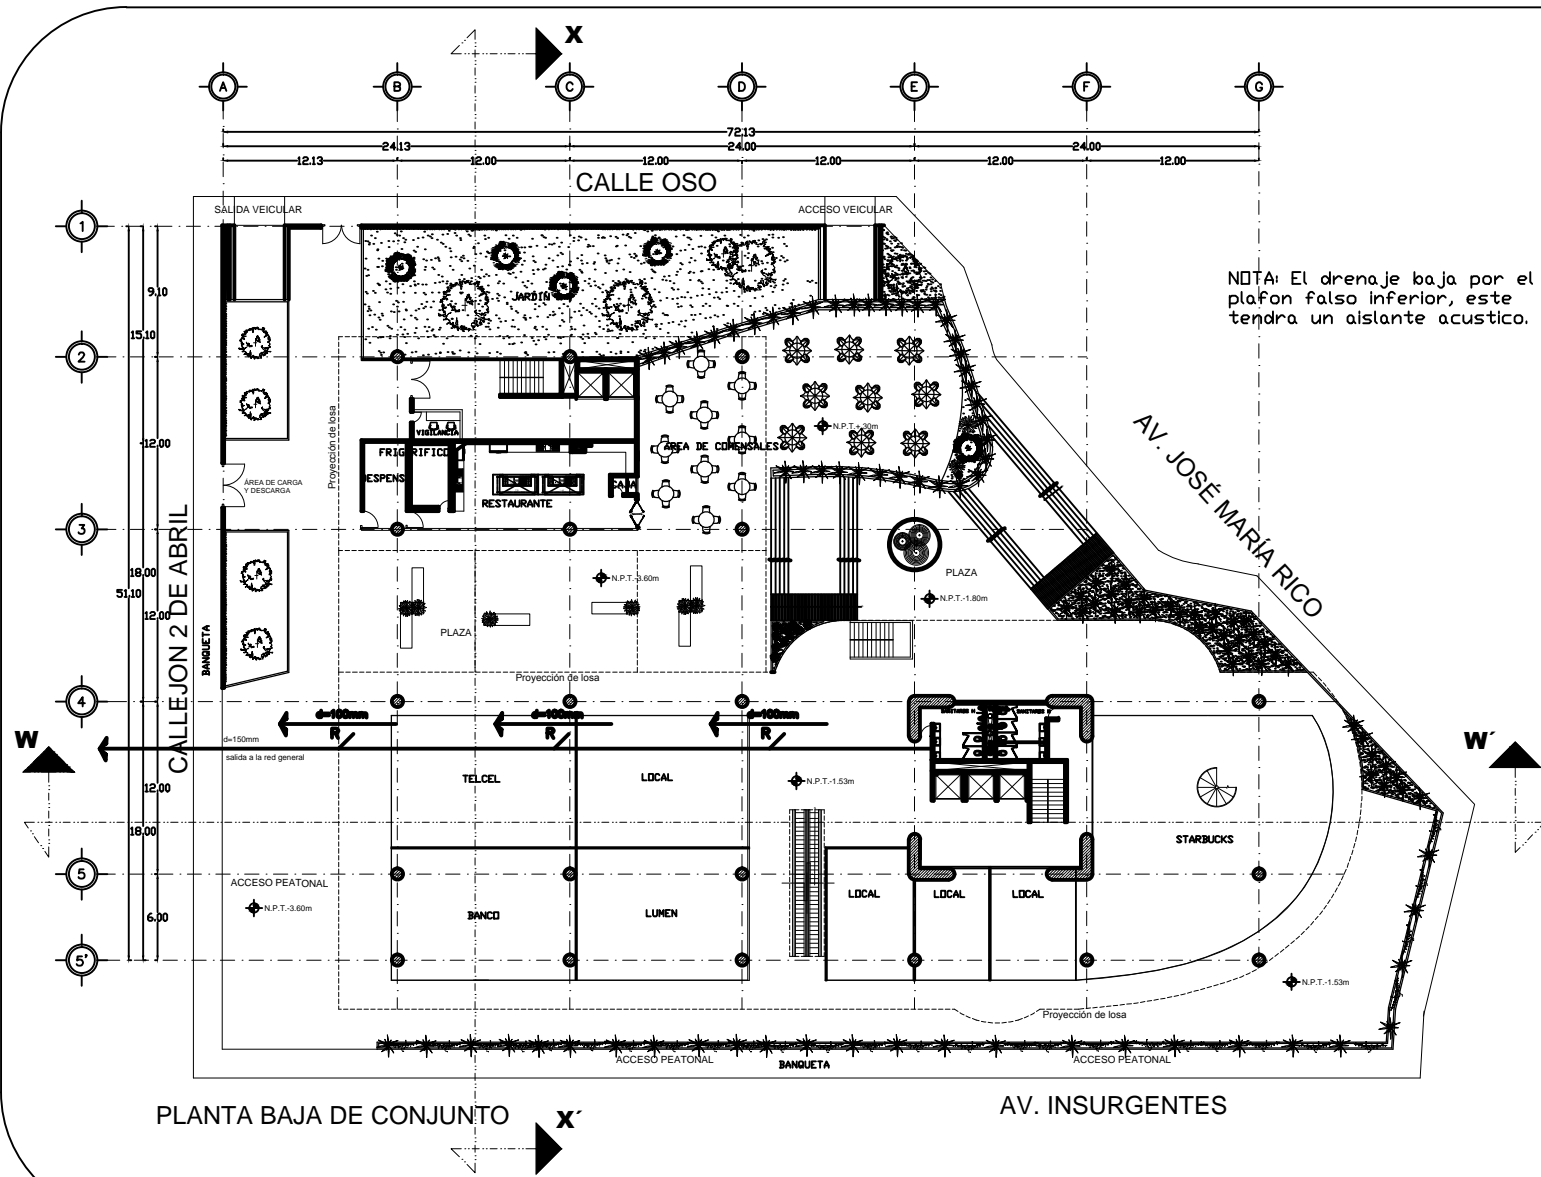 X
A
B
C
D
E
F
G
72.13
24.13
24.00
24.00
12.13
12.00
12.00
12.00
12.00
12.00
CALLE OSO
SALIDA VEICULAR
ACCESO VEICULAR
1
9.10
JARDIN
NOTA: El drenaje baja por el
plafon falso inferior, este
tendra un aislante acustico.
15.10
2
Proyección de losa
AV. JOSÉ MARÍA RICO
VIGILANCIA
N.P.T.+.30m
12.00
AREA DE COMENSALES
FRIGERIFICO
DESPENS
ÁREA DE CARGA
Y DESCARGA
CAJA
RESTAURANTE
3
CALLEJON 2 DE ABRIL
18.00
N.P.T.-3.60m
PLAZA
51.10
N.P.T.-1.80m
12.00
PLAZA
BANQUETA
Proyección de losa
4
d=100mm
d=100mm
d=100mm
SANITARIOS H
SANITARIOS M
R
R
R
W
d=150mm
W´
salida a la red general
TELCEL
LOCAL
N.P.T.-1.53m
12.00
18.00
STARBUCKS
5
ACCESO PEATONAL
LOCAL
LOCAL
LOCAL
N.P.T.-3.60m
BANCO
LUMEN
6.00
5'
N.P.T.-1.53m
Proyección de losa
ACCESO PEATONAL
BANQUETA
ACCESO PEATONAL
PLANTA BAJA DE CONJUNTO
X´
AV. INSURGENTES